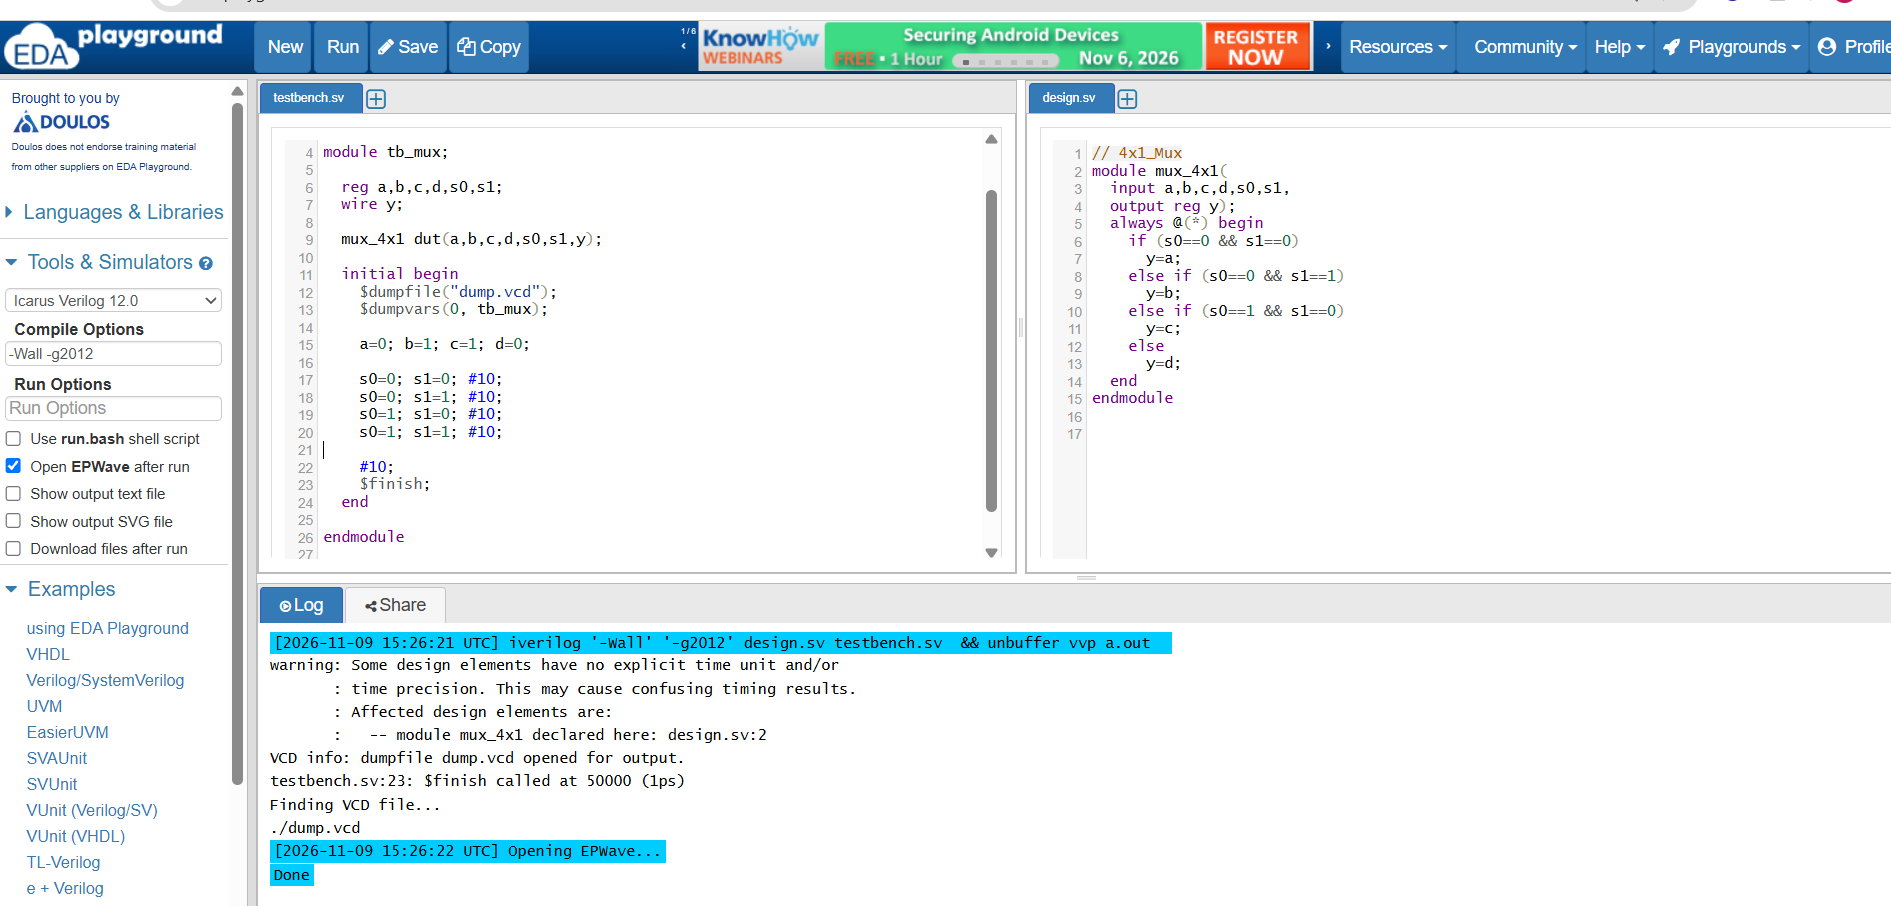 EDA playground
New
Run
Save
Copy
1/6
KnowHow
WEBINARS
Securing Android Devices
FREE • 1 Hour
Nov 6, 2026
REGISTER
NOW
Resources
Community
Help
Playgrounds
Profile
Brought to you by
DOULOS
Doulos does not endorse training material
from other suppliers on EDA Playground.
Languages & Libraries
Tools & Simulators
Icarus Verilog 12.0
Compile Options
-Wall -g2012
Run Options
Run Options
Use run.bash shell script
Open EPWave after run
Show output text file
Show output SVG file
Download files after run
Examples
using EDA Playground
VHDL
Verilog/SystemVerilog
UVM
EasierUVM
SVAUnit
SVUnit
VUnit (Verilog/SV)
VUnit (VHDL)
TL-Verilog
e + Verilog
testbench.sv
4 module tb_mux;
5
6 reg a,b,c,d,s0,s1;
7 wire y;
8
9 mux_4x1 dut(a,b,c,d,s0,s1,y);
10
11 initial begin
12 $dumpfile("dump.vcd");
13 $dumpvars(0, tb_mux);
14
15 a=0; b=1; c=1; d=0;
16
17 s0=0; s1=0; #10;
18 s0=0; s1=1; #10;
19 s0=1; s1=0; #10;
20 s0=1; s1=1; #10;
21
22 #10;
23 $finish;
24 end
25
26 endmodule
27
design.sv
1 // 4x1_Mux
2 module mux_4x1(
3 input a,b,c,d,s0,s1,
4 output reg y);
5 always @(*) begin
6 if (s0==0 && s1==0)
7 y=a;
8 else if (s0==0 && s1==1)
9 y=b;
10 else if (s0==1 && s1==0)
11 y=c;
12 else
13 y=d;
14 end
15 endmodule
16
17
Log
Share
[2026-11-09 15:26:21 UTC] iverilog '-Wall' '-g2012' design.sv testbench.sv && unbuffer vvp a.out
warning: Some design elements have no explicit time unit and/or
: time precision. This may cause confusing timing results.
: Affected design elements are:
: -- module mux_4x1 declared here: design.sv:2
VCD info: dumpfile dump.vcd opened for output.
testbench.sv:23: $finish called at 50000 (1ps)
Finding VCD file...
./dump.vcd
[2026-11-09 15:26:22 UTC] Opening EPWave...
Done